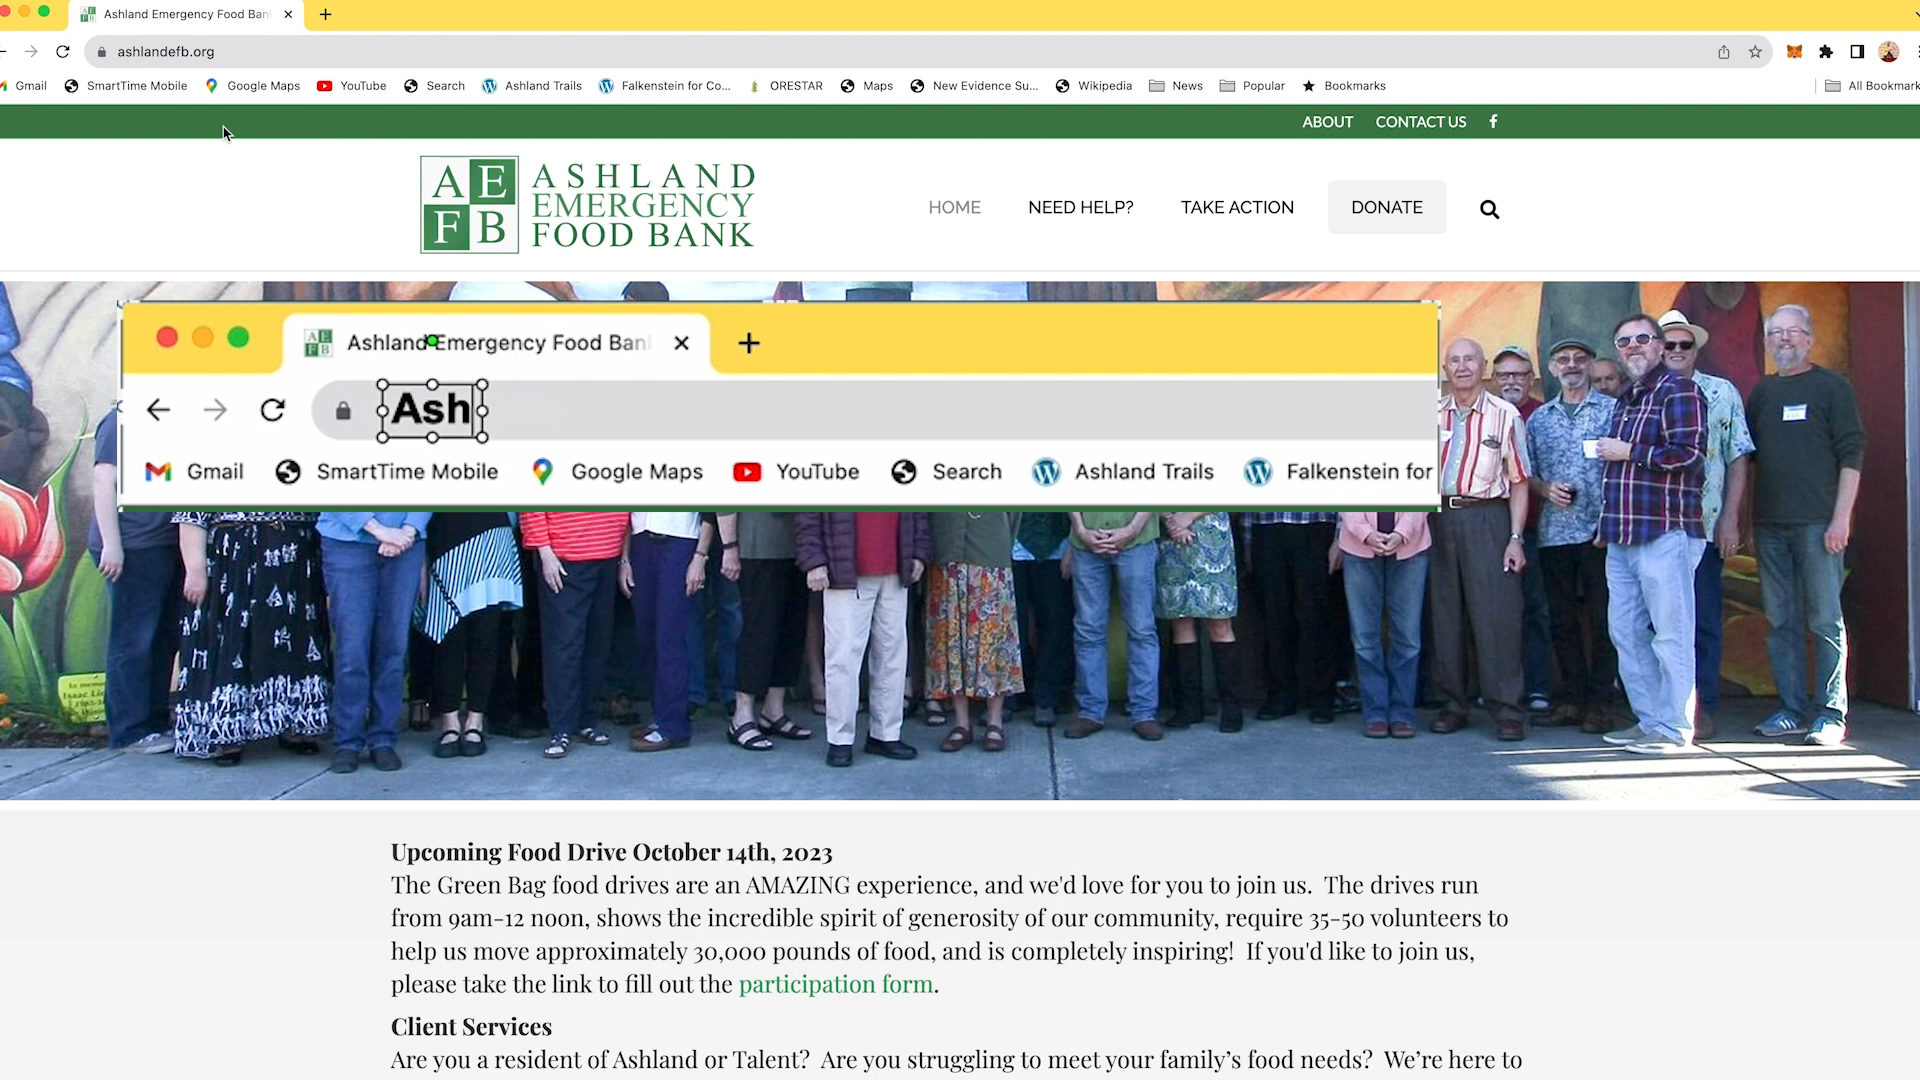 Ashland Emergency Food Ban
ashlandefb.org
Gmail SmartTime Mobile Google Maps YouTube Search Ashland Trails Falkenstein for Co... ORESTAR Maps New Evidence Su... Wikipedia News Popular Bookmarks All Bookmark
ABOUT CONTACT US f
AE
FB
ASHLAND
EMERGENCY
FOOD BANK
HOME NEED HELP? TAKE ACTION DONATE
AE
FB
Ashland Emergency Food Ban
Ash
Gmail SmartTime Mobile Google Maps YouTube Search Ashland Trails Falkenstein for
Upcoming Food Drive October 14th, 2023
The Green Bag food drives are an AMAZING experience, and we'd love for you to join us. The drives run
from 9am-12 noon, shows the incredible spirit of generosity of our community, require 35-50 volunteers to
help us move approximately 30,000 pounds of food, and is completely inspiring! If you'd like to join us,
please take the link to fill out the participation form.
Client Services
Are you a resident of Ashland or Talent? Are you struggling to meet your family’s food needs? We’re here to